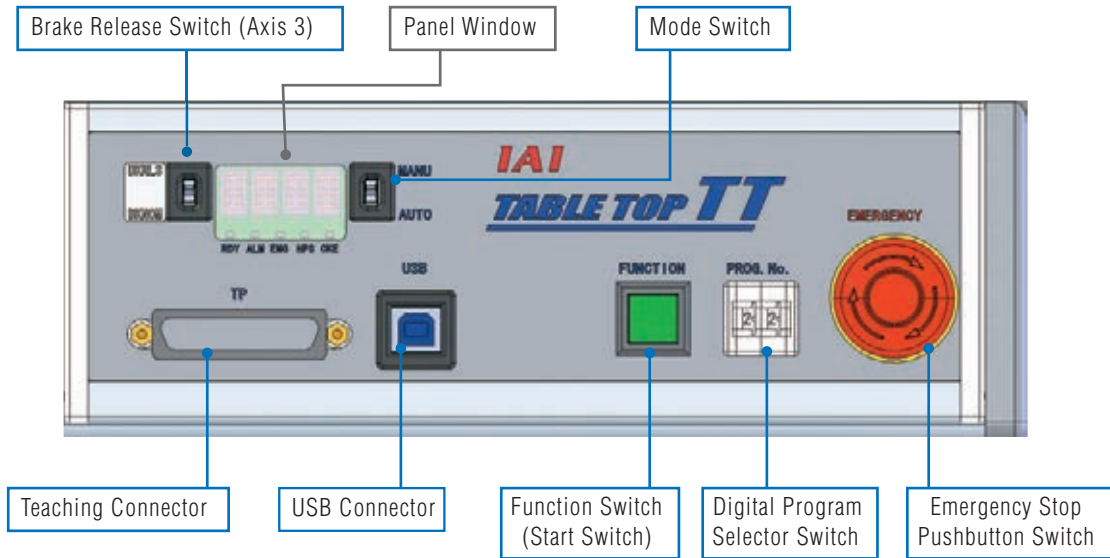 Brake Release Switch (Axis 3)
Panel Window
Mode Switch
IAI
TABLE TOP TT
MANU
AUTO
EMERGENCY
RDY ALM EMG HPS CKE
USB
FUNCTION
PROG. No.
TP
2 2
Teaching Connector
USB Connector
Function Switch
(Start Switch)
Digital Program
Selector Switch
Emergency Stop
Pushbutton Switch